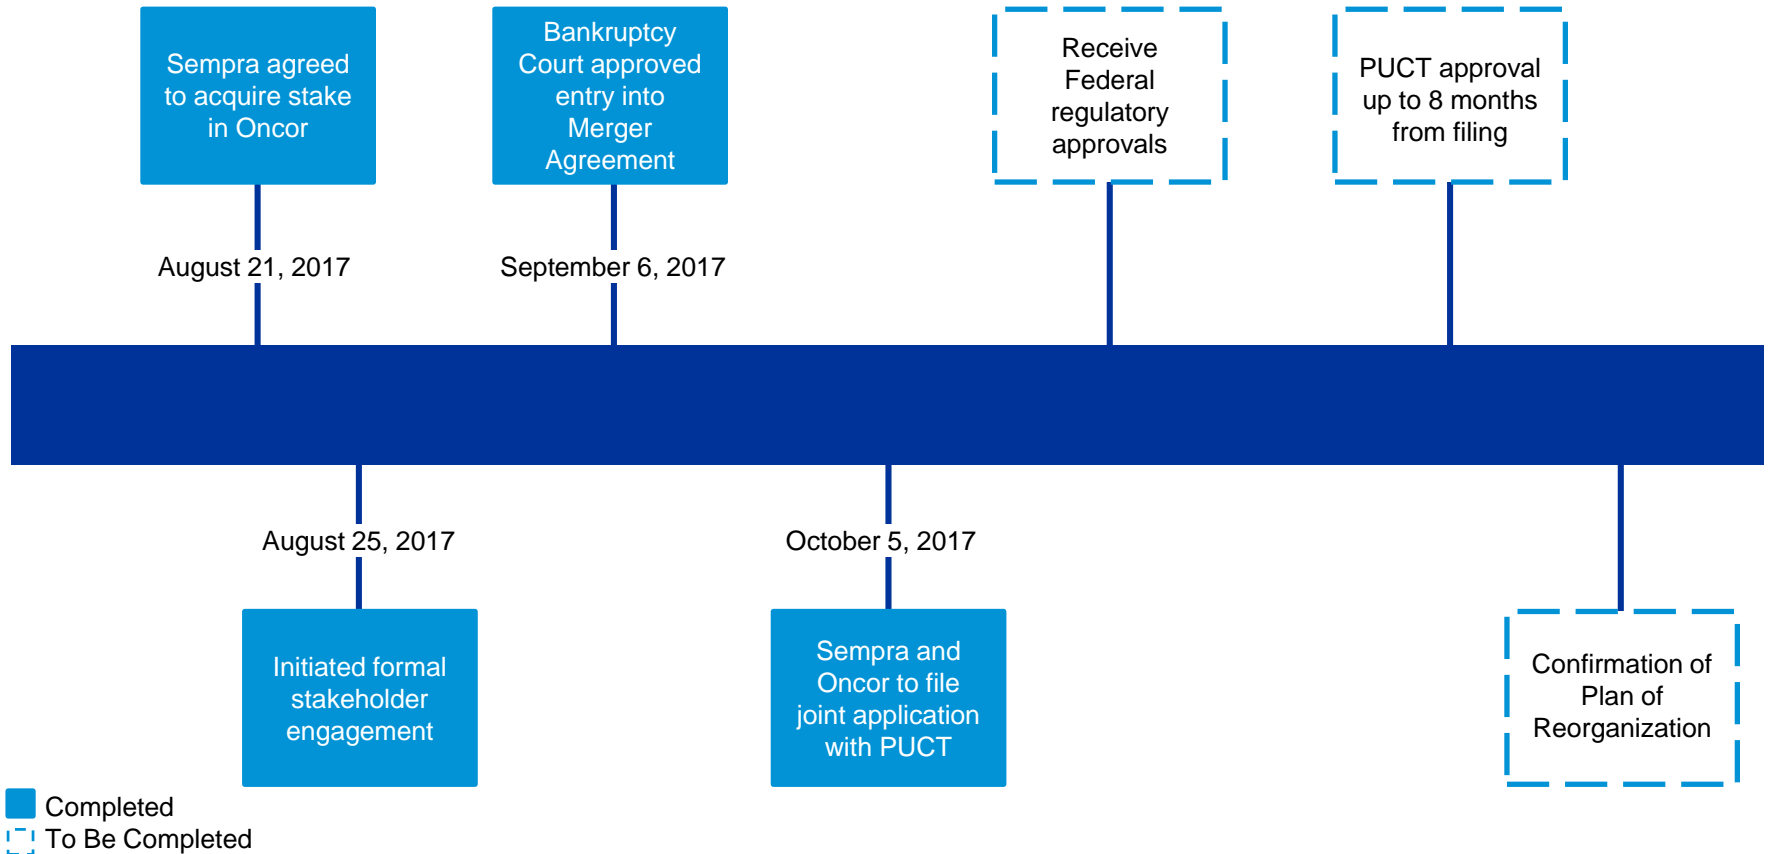 Sempra agreed
to acquire stake
in Oncor
Bankruptcy
Court approved
entry into
Merger
Agreement
Receive
Federal
regulatory
approvals
PUCT approval
up to 8 months
from filing
August 21, 2017
September 6, 2017
August 25, 2017
October 5, 2017
Initiated formal
stakeholder
engagement
Sempra and
Oncor to file
joint application
with PUCT
Confirmation of
Plan of
Reorganization
Completed
To Be Completed